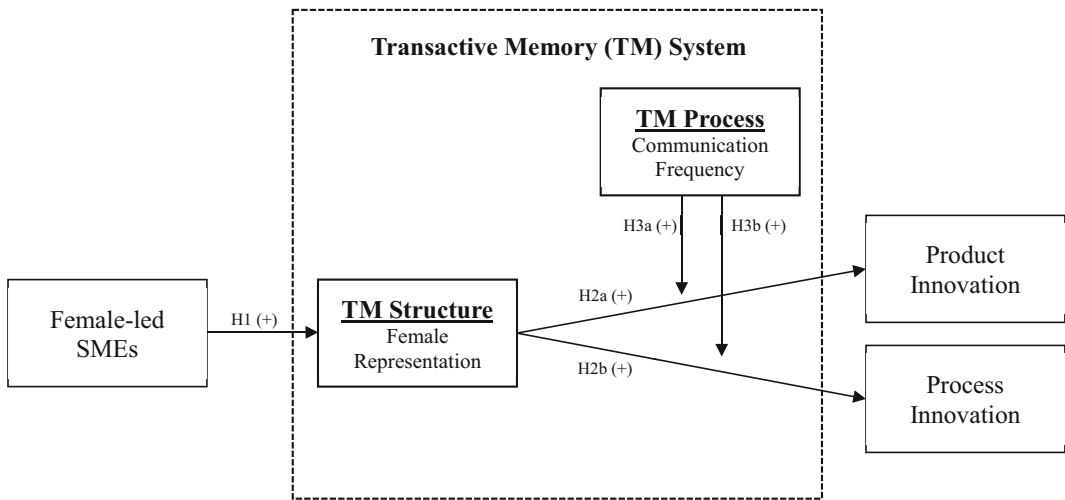 Transactive Memory (TM) System
TM Process
Communication
Frequency
H3a (+)
H3b (+)
Product
Innovation
Female-led
SMEs
H1 (+)
TM Structure
Female
Representation
H2a (+)
H2b (+)
Process
Innovation